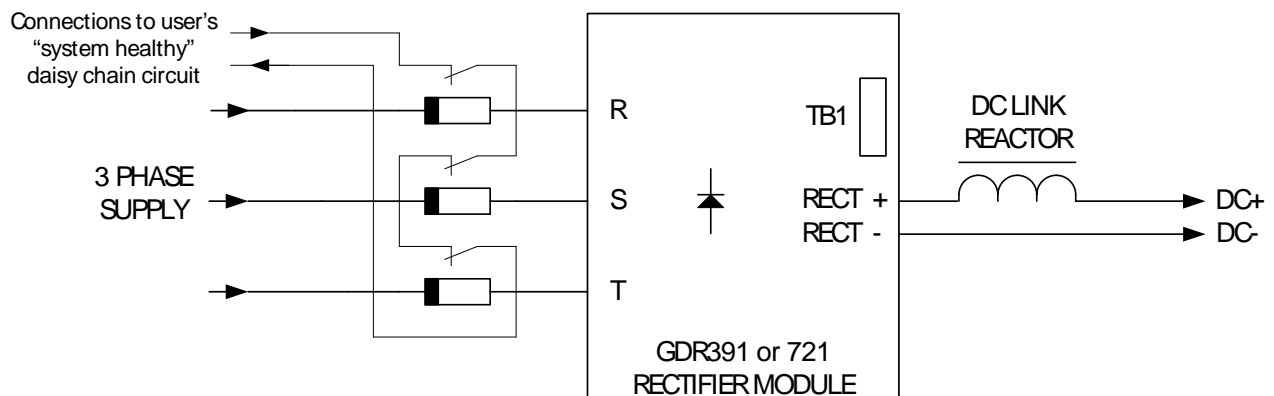 Connections to user's
“system healthy”
daisy chain circuit
R
TB1
DC LINK
REACTOR
3 PHASE
SUPPLY
S
RECT +
RECT -
DC+
DC-
T
GDR391 or 721
RECTIFIER MODULE